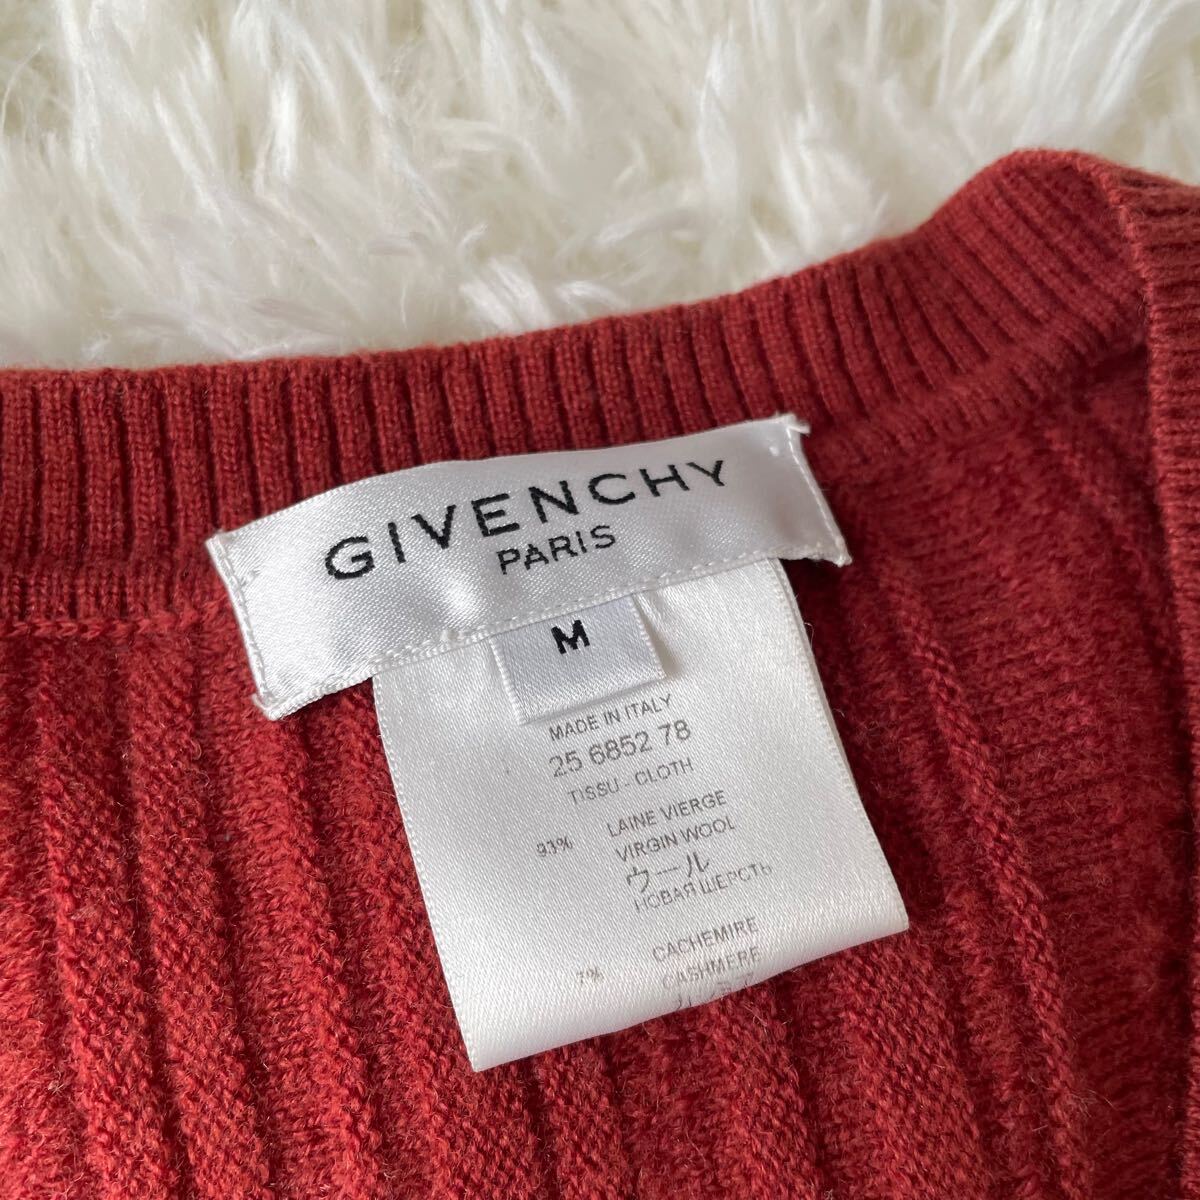 GIVENCHY
PARIS
M
MADE IN ITALY
25 6852 78
TISSU - CLOTH
93% LAINE VIERGE
VIRGIN WOOL
ウール
НОВАЯ ШЕРСТЬ
7% CACHEMIRE
CASHMERE